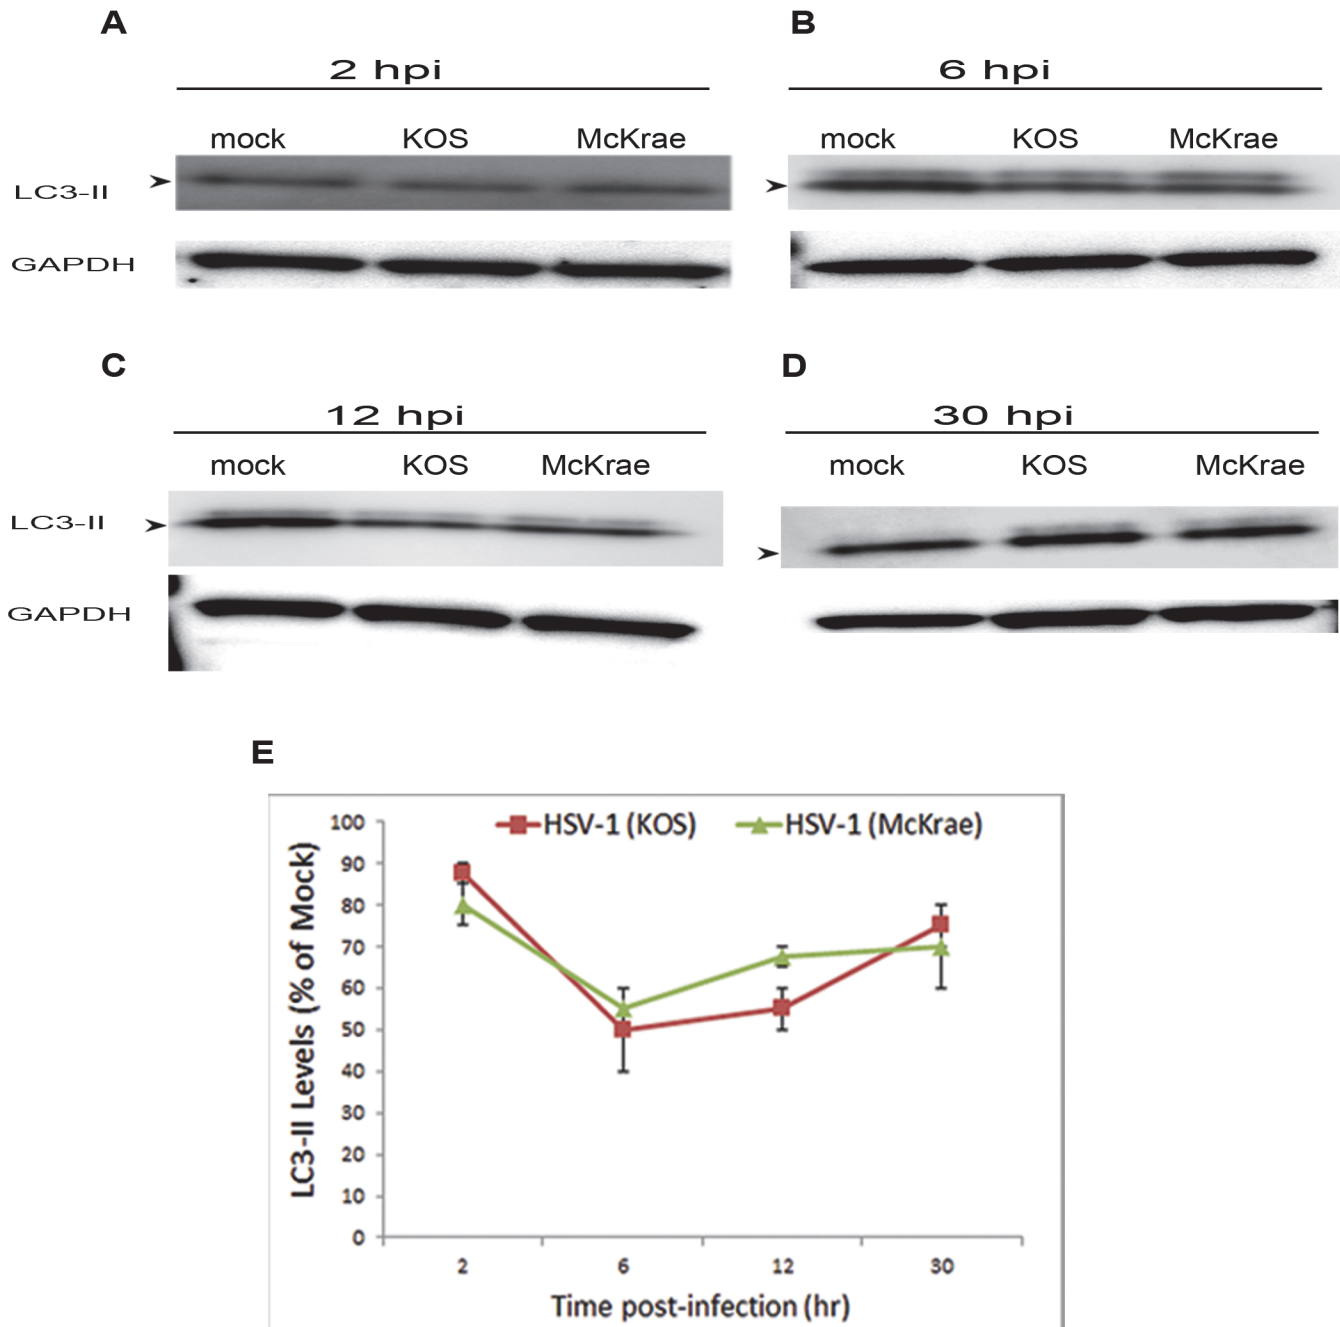 A
2 hpi
mock KOS McKrae
LC3-II
GAPDH
B
6 hpi
mock KOS McKrae
C
12 hpi
mock KOS McKrae
LC3-II
GAPDH
D
30 hpi
mock KOS McKrae
E
HSV-1 (KOS) HSV-1 (McKrae)
LC3-II Levels (% of Mock)
100
90
80
70
60
50
40
30
20
10
0
2 6 12 30
Time post-infection (hr)